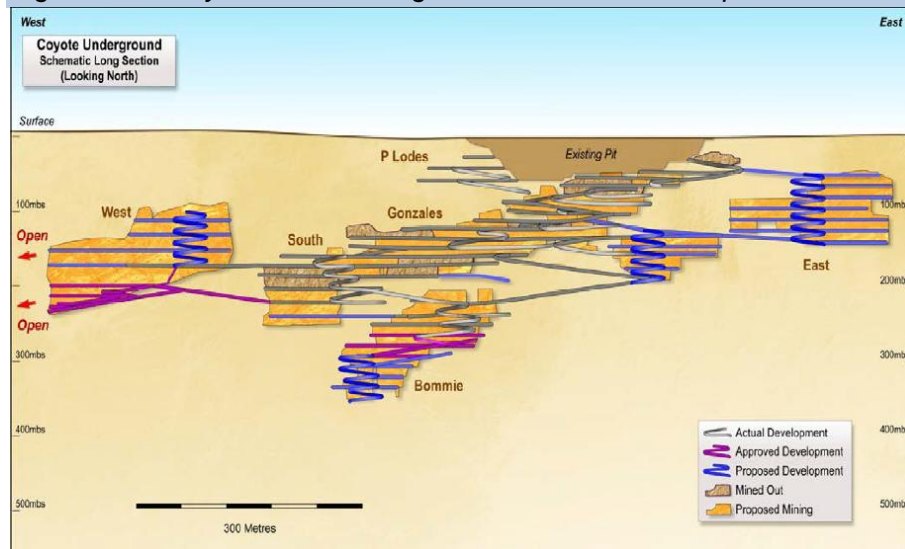 West
East
Coyote Underground
Schematic Long Section
(Looking North)
Surface
P Lodes
Existing Pit
100mbs
West
Gonzales
100mbs
Open
South
East
200mbs
Open
300mbs
Bommie
300mbs
400mbs
400mbs
Actual Development
Approved Development
Proposed Development
Mined Out
Proposed Mining
500mbs
500mbs
300 Metres